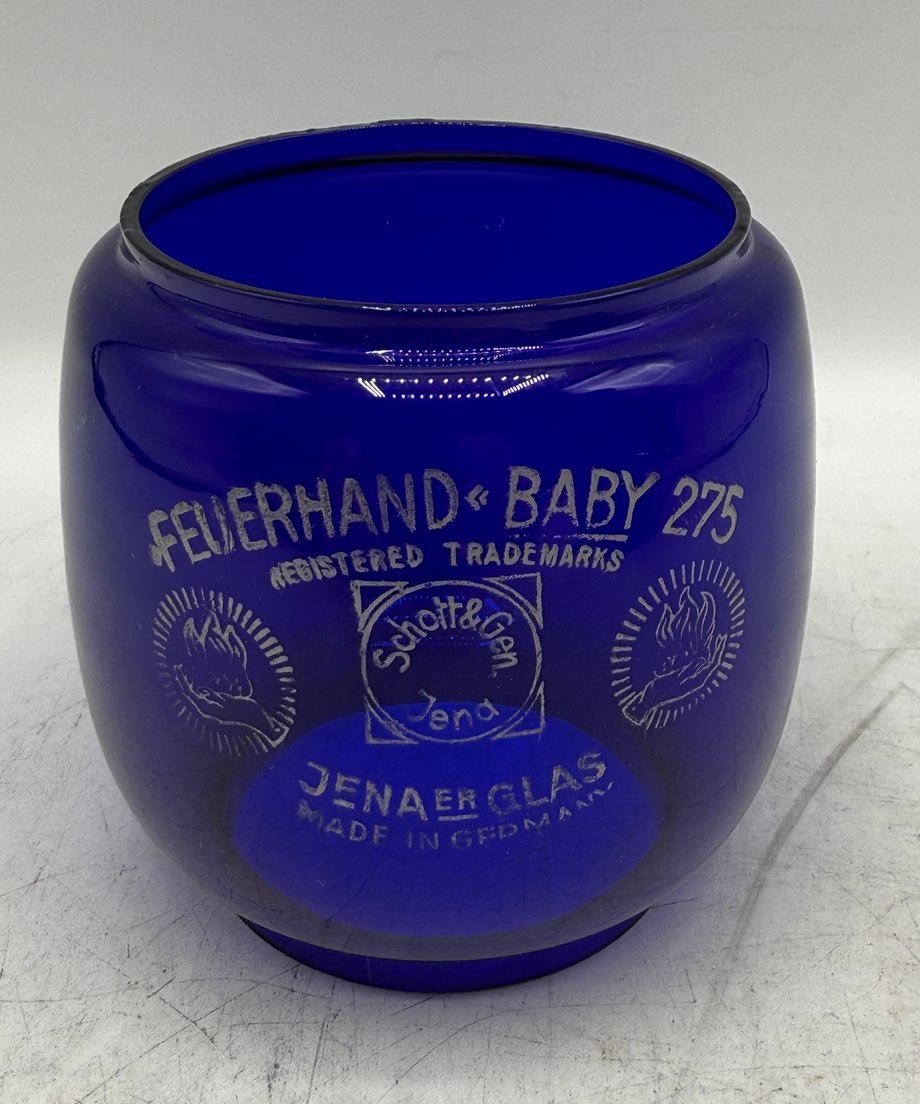 FEUERHAND« BABY 275
REGISTERED TRADEMARKS
Schott & Gen.
Jena
JENAER GLAS
MADE IN GERMANY